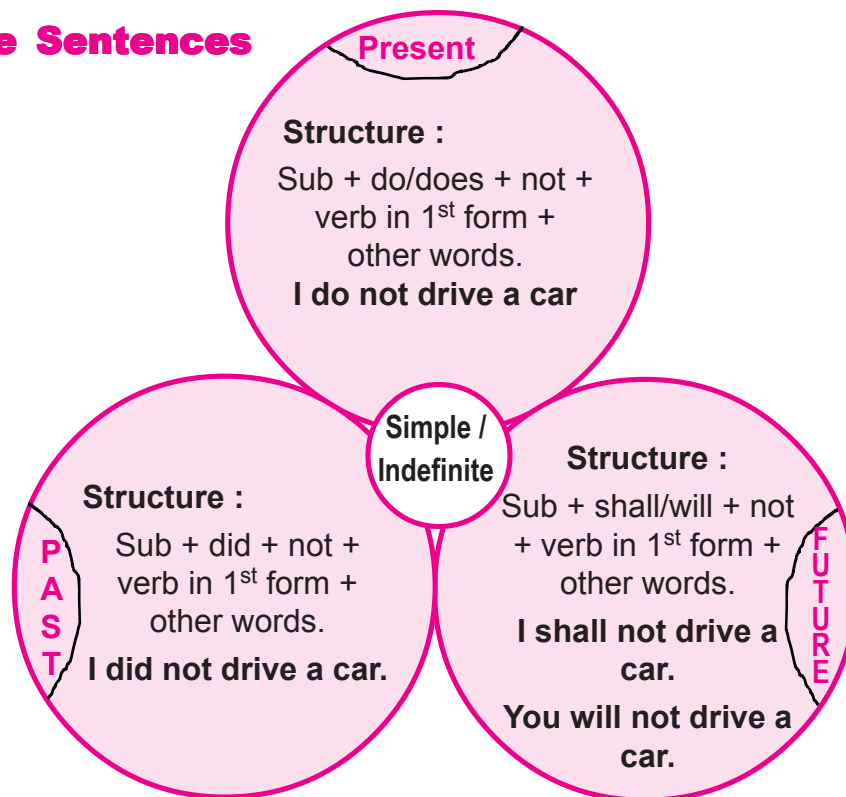 e Sentences
Present
Structure :
Sub + do/does + not +
verb in 1st form +
other words.
I do not drive a car
Simple /
Indefinite
PAST
Structure :
Sub + did + not +
verb in 1st form +
other words.
I did not drive a car.
Structure :
Sub + shall/will + not
+ verb in 1st form +
other words.
I shall not drive a
car.
You will not drive a
car.
FUTURE